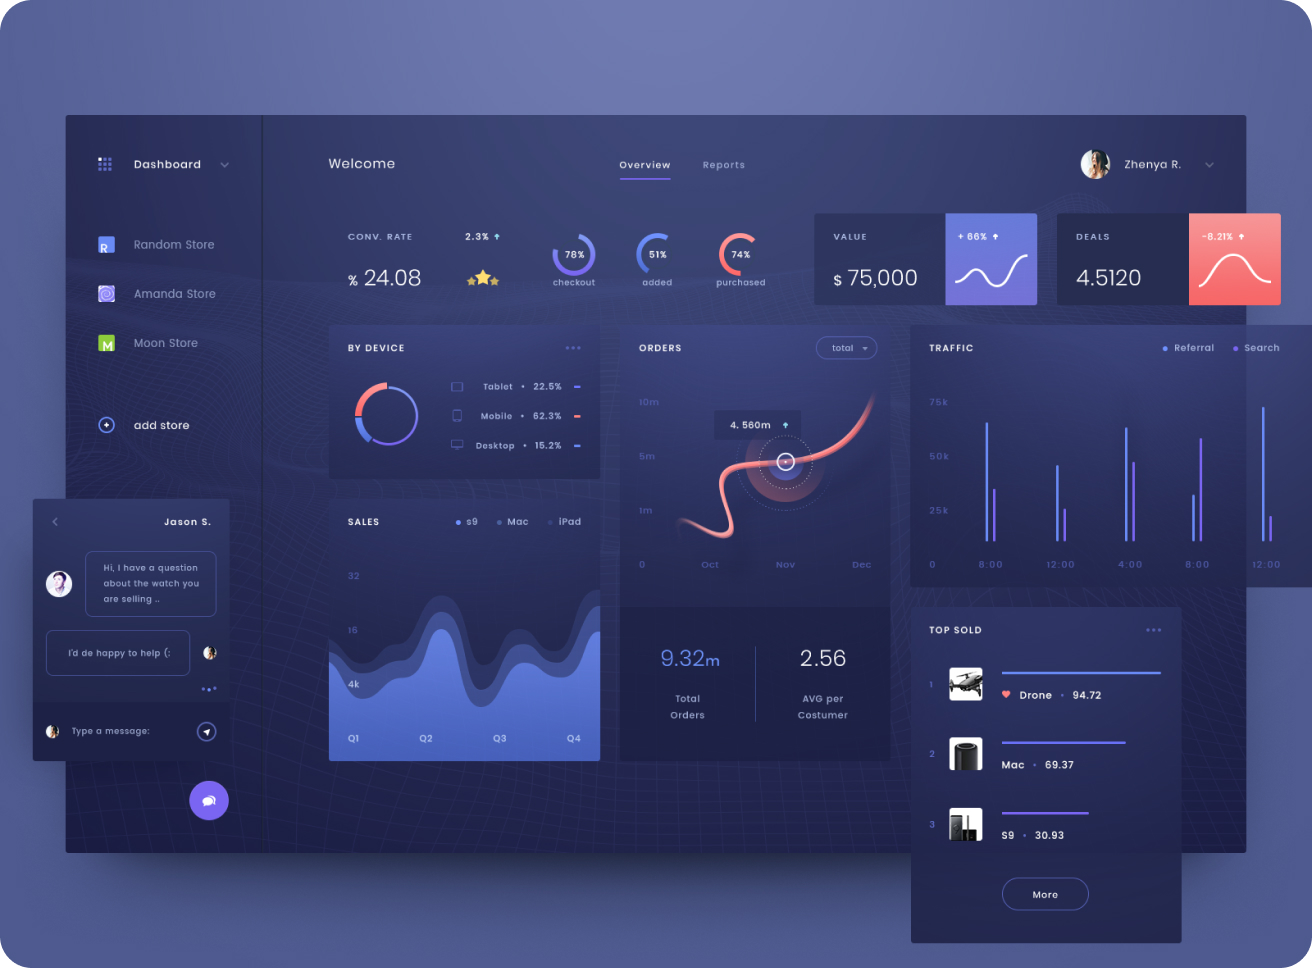 Dashboard
Welcome
Overview
Reports
Zhenya R.
R
Random Store
Amanda Store
M
Moon Store
add store
CONV. RATE
2.3%
% 24.08
78%
checkout
51%
added
74%
purchased
VALUE
$ 75,000
+ 66%
DEALS
4.5120
-8.21%
BY DEVICE
Tablet • 22.5%
Mobile • 62.3%
Desktop • 15.2%
ORDERS
total
10m
4. 560m
5m
1m
0
Oct
Nov
Dec
9.32m
Total
Orders
2.56
AVG per
Costumer
TRAFFIC
Referral
Search
75k
50k
25k
0
8:00
12:00
4:00
8:00
12:00
SALES
s9
Mac
iPad
32
16
4k
Q1
Q2
Q3
Q4
TOP SOLD
1
Drone • 94.72
2
Mac • 69.37
3
S9 • 30.93
More
Jason S.
Hi, I have a question
about the watch you
are selling ..
I'd de happy to help (:
Type a message: